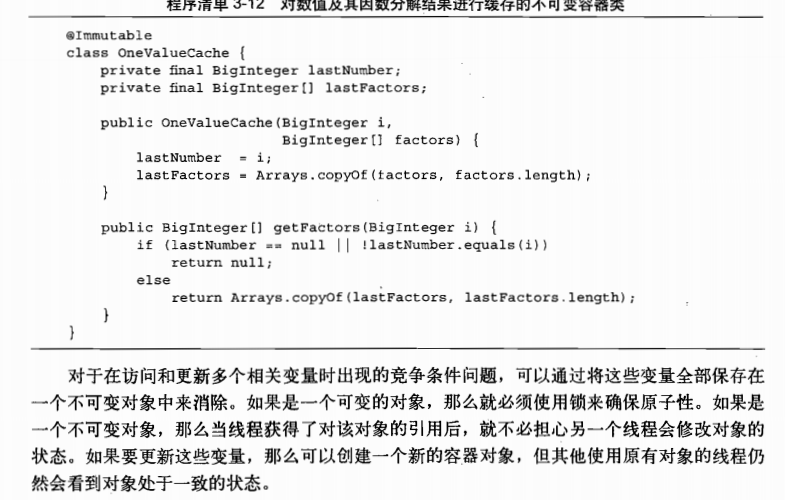 程序清单 3-12 对数值及其因数分解结果进行缓存的不可变容器类
@Immutable
class OneValueCache {
    private final BigInteger lastNumber;
    private final BigInteger[] lastFactors;

    public OneValueCache(BigInteger i,
                         BigInteger[] factors) {
        lastNumber  = i;
        lastFactors = Arrays.copyOf(factors, factors.length);
    }

    public BigInteger[] getFactors(BigInteger i) {
        if (lastNumber == null || !lastNumber.equals(i))
            return null;
        else
            return Arrays.copyOf(lastFactors, lastFactors.length);
    }
}
对于在访问和更新多个相关变量时出现的竞争条件问题，可以通过将这些变量全部保存在
一个不可变对象中来消除。如果是一个可变的对象，那么就必须使用锁来确保原子性。如果是
一个不可变对象，那么当线程获得了对该对象的引用后，就不必担心另一个线程会修改对象的
状态。如果要更新这些变量，那么可以创建一个新的容器对象，但其他使用原有对象的线程仍
然会看到对象处于一致的状态。